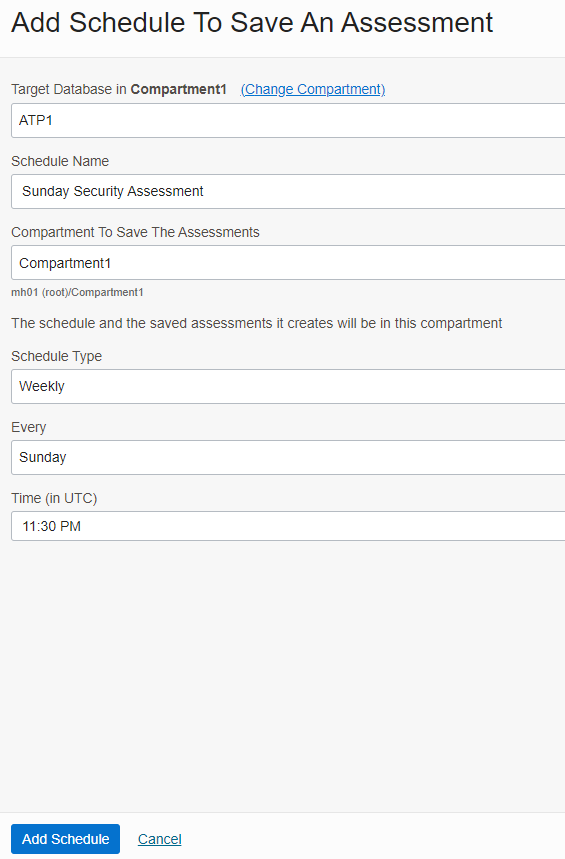 Add Schedule To Save An Assessment
Target Database in Compartment1 (Change Compartment)
ATP1
Schedule Name
Sunday Security Assessment
Compartment To Save The Assessments
Compartment1
mh01 (root)/Compartment1
The schedule and the saved assessments it creates will be in this compartment
Schedule Type
Weekly
Every
Sunday
Time (in UTC)
11:30 PM
Add Schedule Cancel